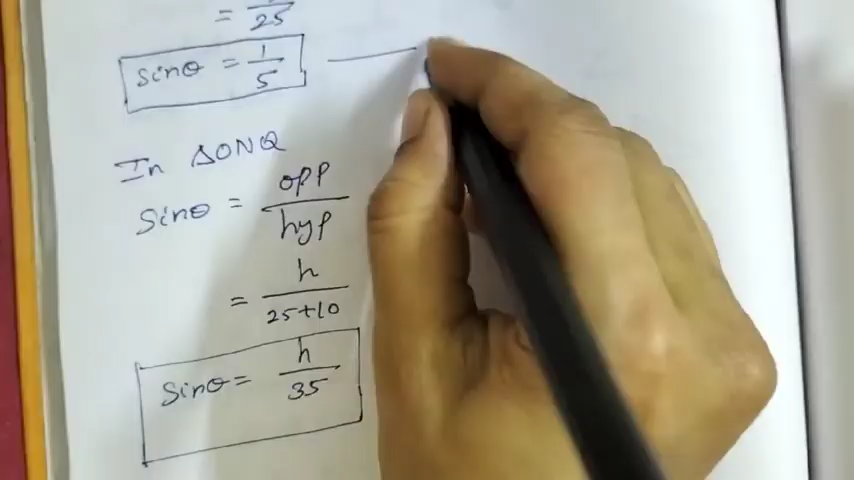 = /25
sinθ = 1/5
In ΔONQ
sinθ = opp/hyp
= h/25+10
sinθ = h/35